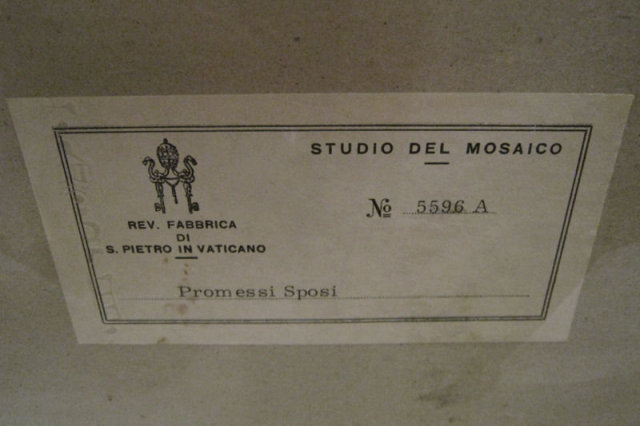 STUDIO DEL MOSAICO
REV. FABBRICA
DI
S. PIETRO IN VATICANO
№ 5596 A
Promessi Sposi